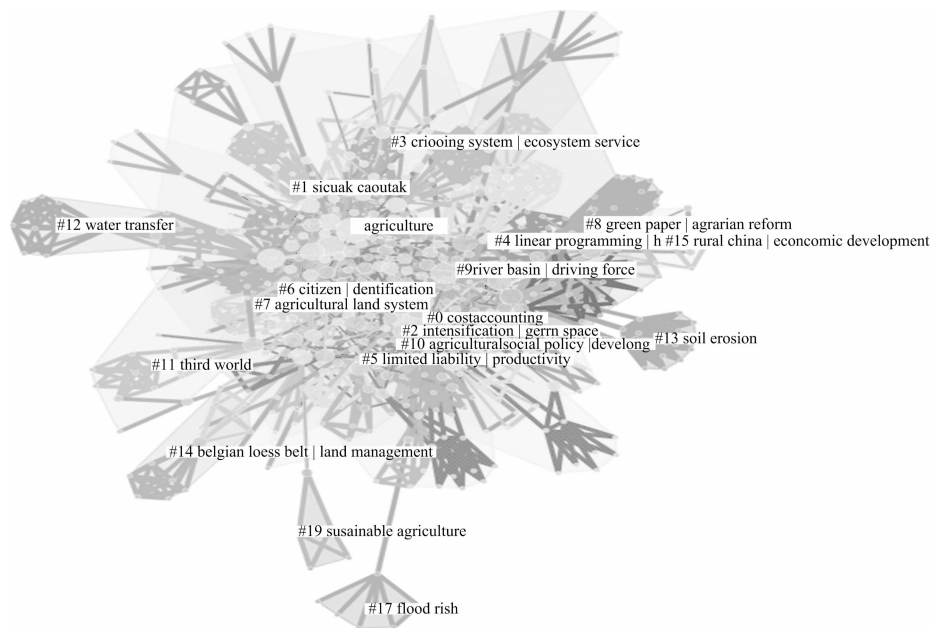 #3 criooing system | ecosystem service
#1 sicuak caoutak
#12 water transfer
agriculture
#8 green paper | agrarian reform
#4 linear programming | h #15 rural china | econcomic development
#9river basin | driving force
#6 citizen | dentification
#7 agricultural land system
#0 costaccounting
#2 intensification | gerrn space
#10 agriculturalsocial policy |develong
#13 soil erosion
#5 limited liability | productivity
#11 third world
#14 belgian loess belt | land management
#19 susainable agriculture
#17 flood rish